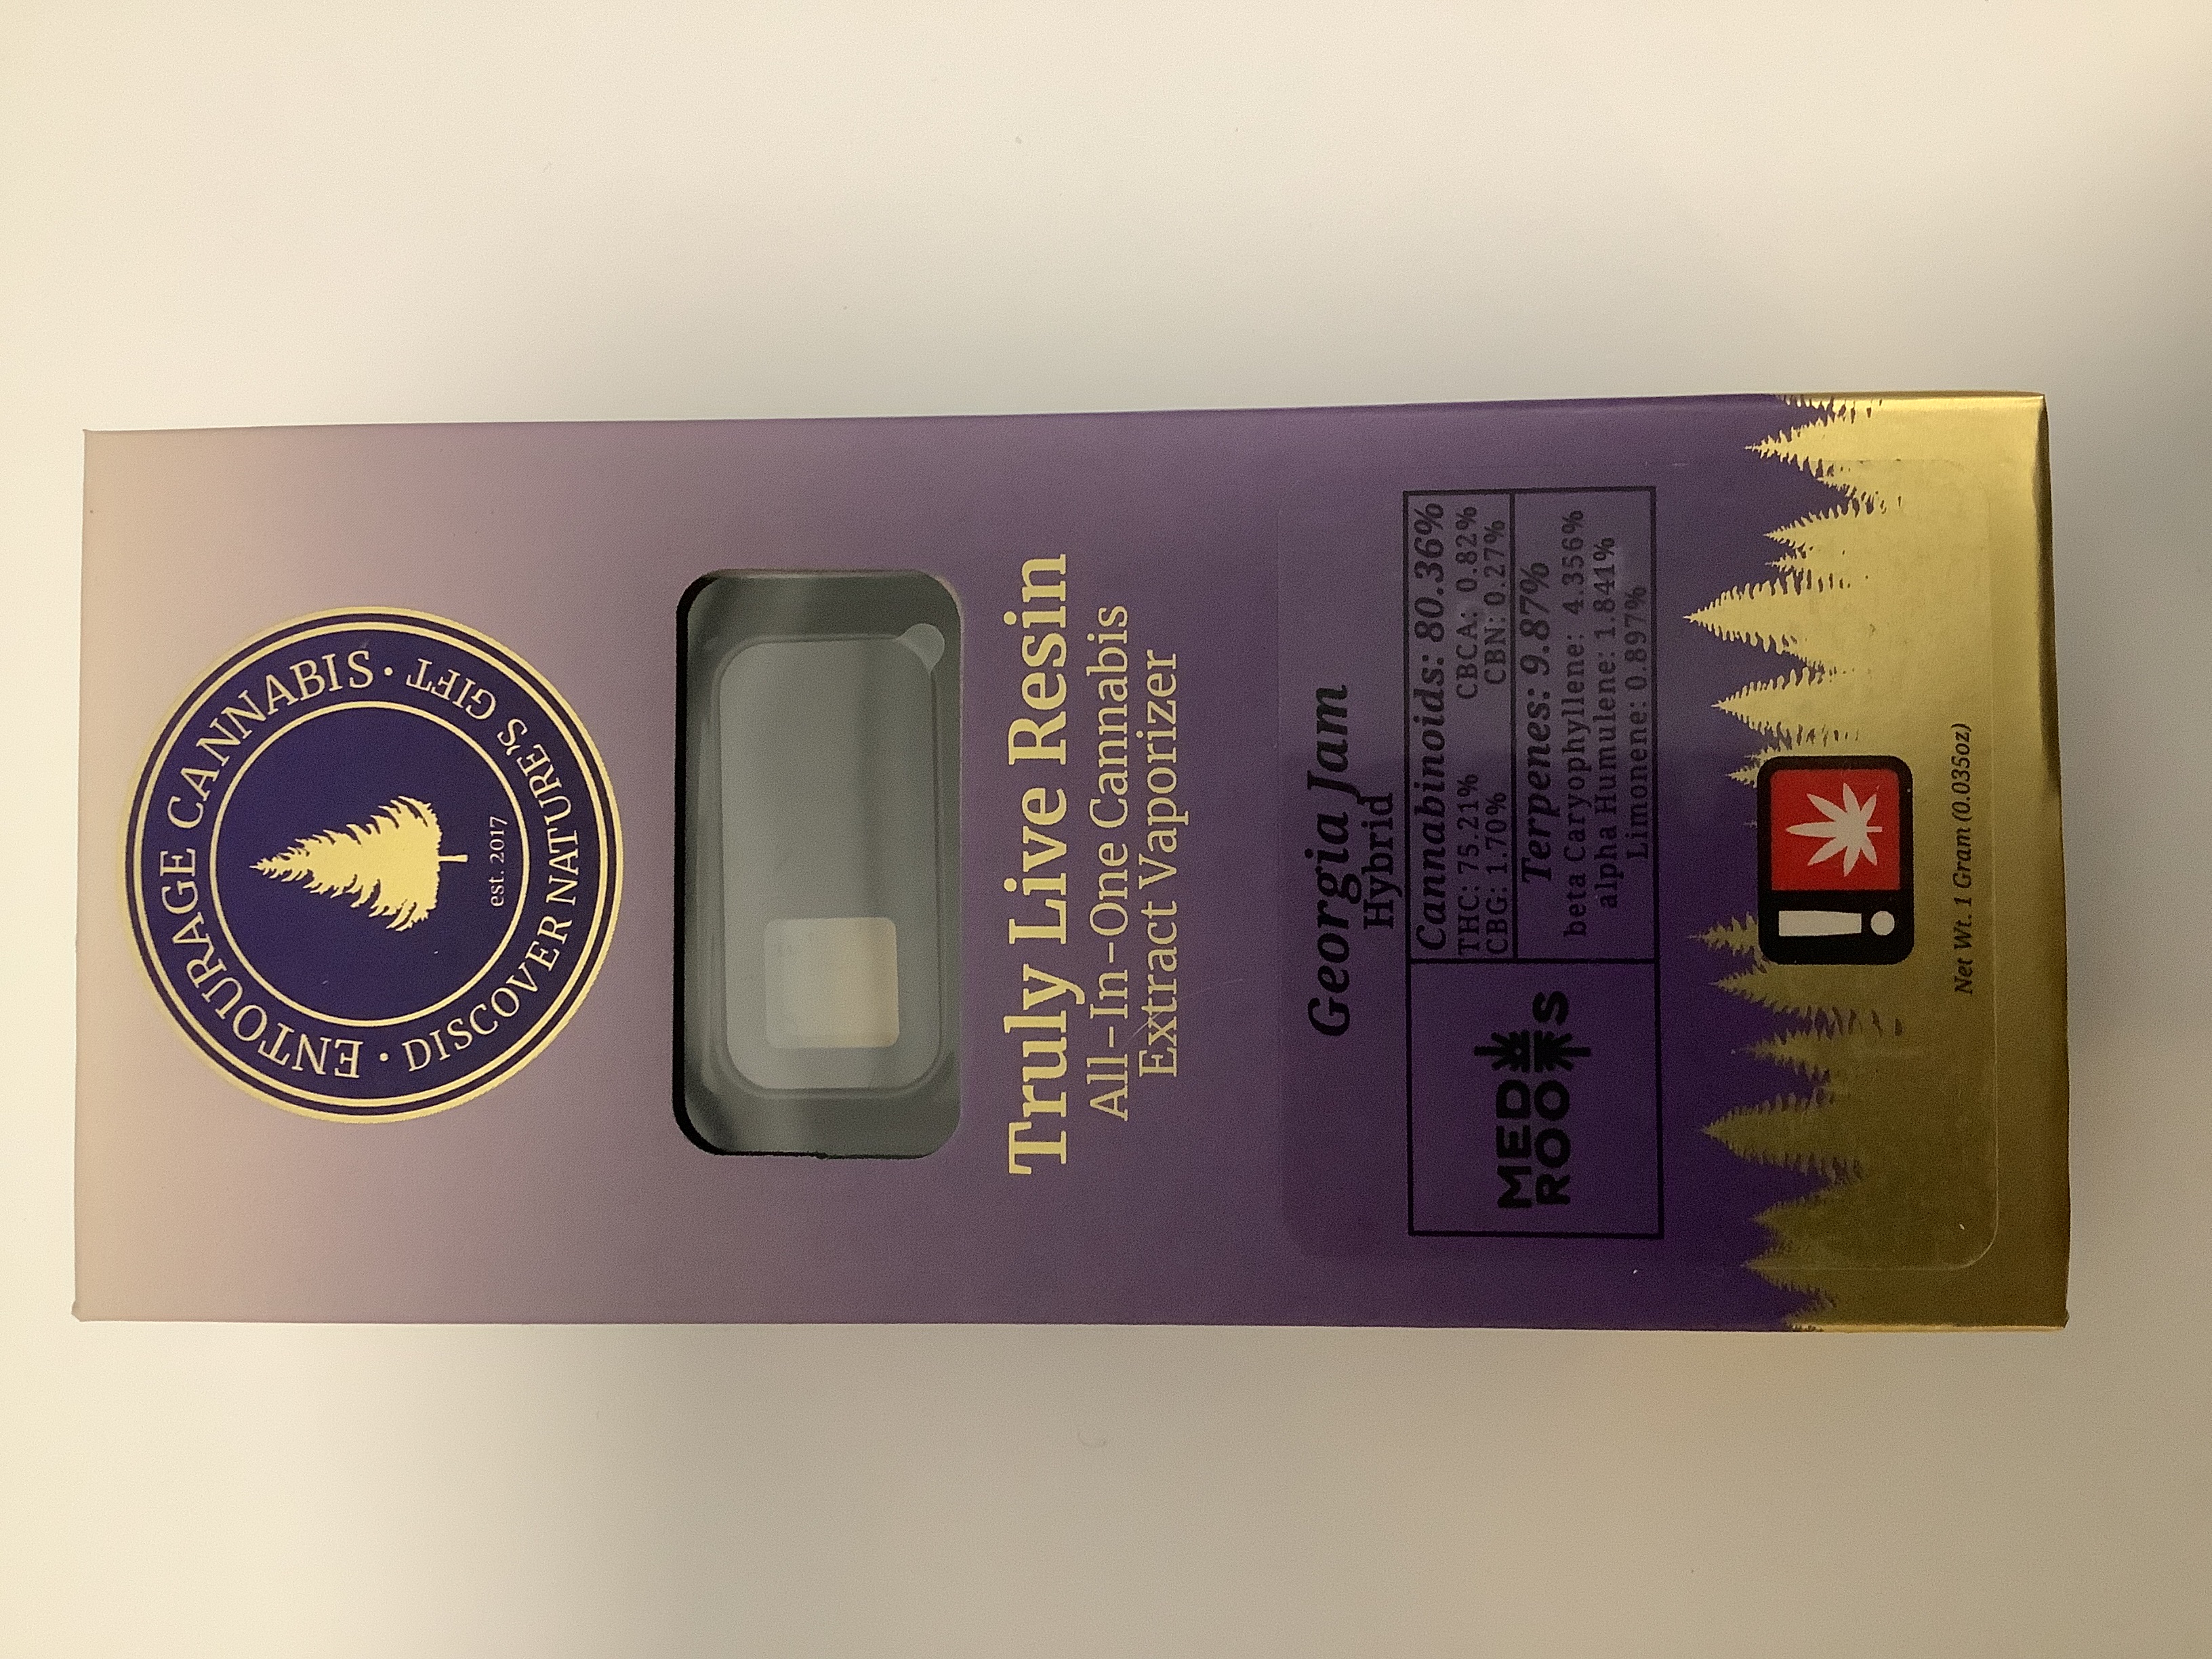 ENTOURAGE CANNABIS
DISCOVER NATURE'S GIFT
est. 2017
Truly Live Resin
All-In-One Cannabis
Extract Vaporizer
Georgia Jam
Hybrid
MED
ROOTS
Cannabinoids: 80.36%
THC: 75.21% CBCA: 0.82%
CBG: 1.70% CBN: 0.27%
Terpenes: 9.87%
beta Caryophyllene: 4.356%
alpha Humulene: 1.841%
Limonene: 0.897%
!
Net Wt. 1 Gram (0.035oz)